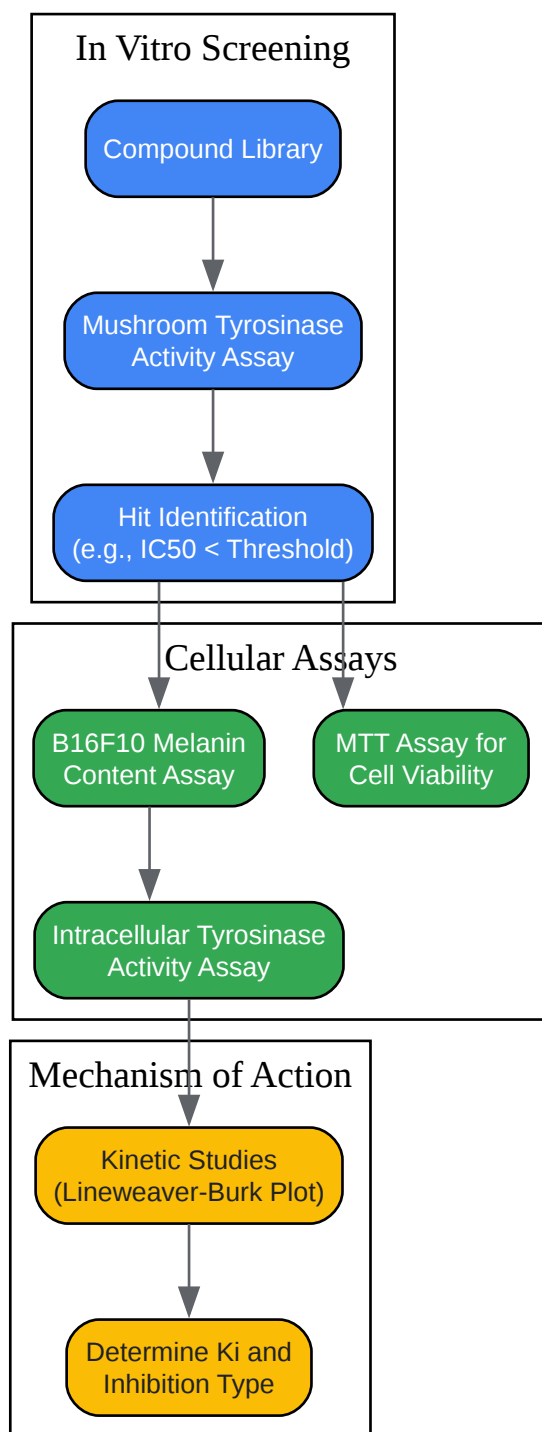 In Vitro Screening
Compound Library
Mushroom Tyrosinase
Activity Assay
Hit Identification
(e.g., IC50 < Threshold)
Cellular Assays
B16F10 Melanin
Content Assay
MTT Assay for
Cell Viability
Intracellular Tyrosinase
Activity Assay
Mechanism of Action
Kinetic Studies
(Lineweaver-Burk Plot)
Determine Ki and
Inhibition Type